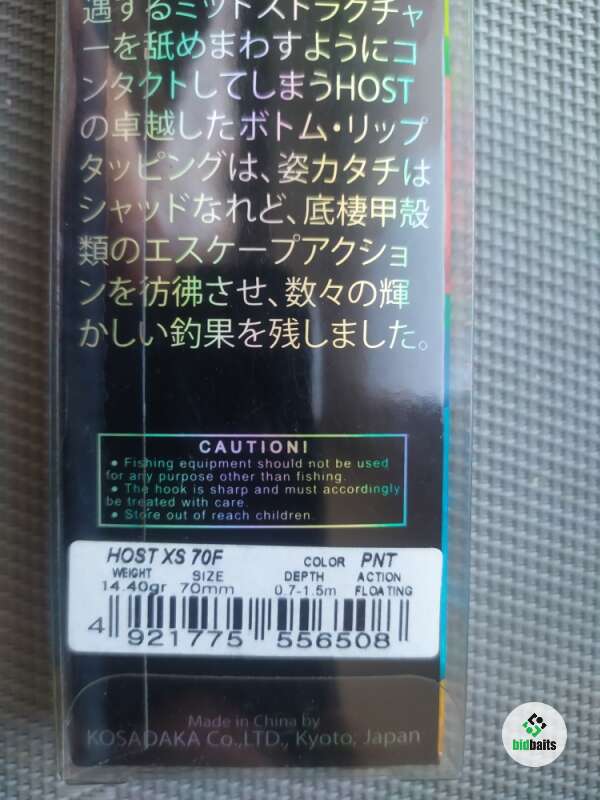 遇するミッドストラクチャ
ーを舐めまわすようにコ
ンタクトしてしまうHOST
の卓越したボトム・リップ
タッピングは、姿カタチは
シャッドなれど、底棲甲殻
類のエスケープアクショ
ンを彷彿させ、数々の輝
かしい釣果を残しました。
CAUTION!
● Fishing equipment should not be used
for any purpose other than fishing.
● The hook is sharp and must accordingly
be treated with care.
● Store out of reach children.
HOST XS 70F COLOR PNT
WEIGHT SIZE DEPTH ACTION
14.40gr 70mm 0.7-1.5m FLOATING
4 921775 556508
Made in China by
KOSADAKA Co.,LTD., Kyoto, Japan
bidbaits